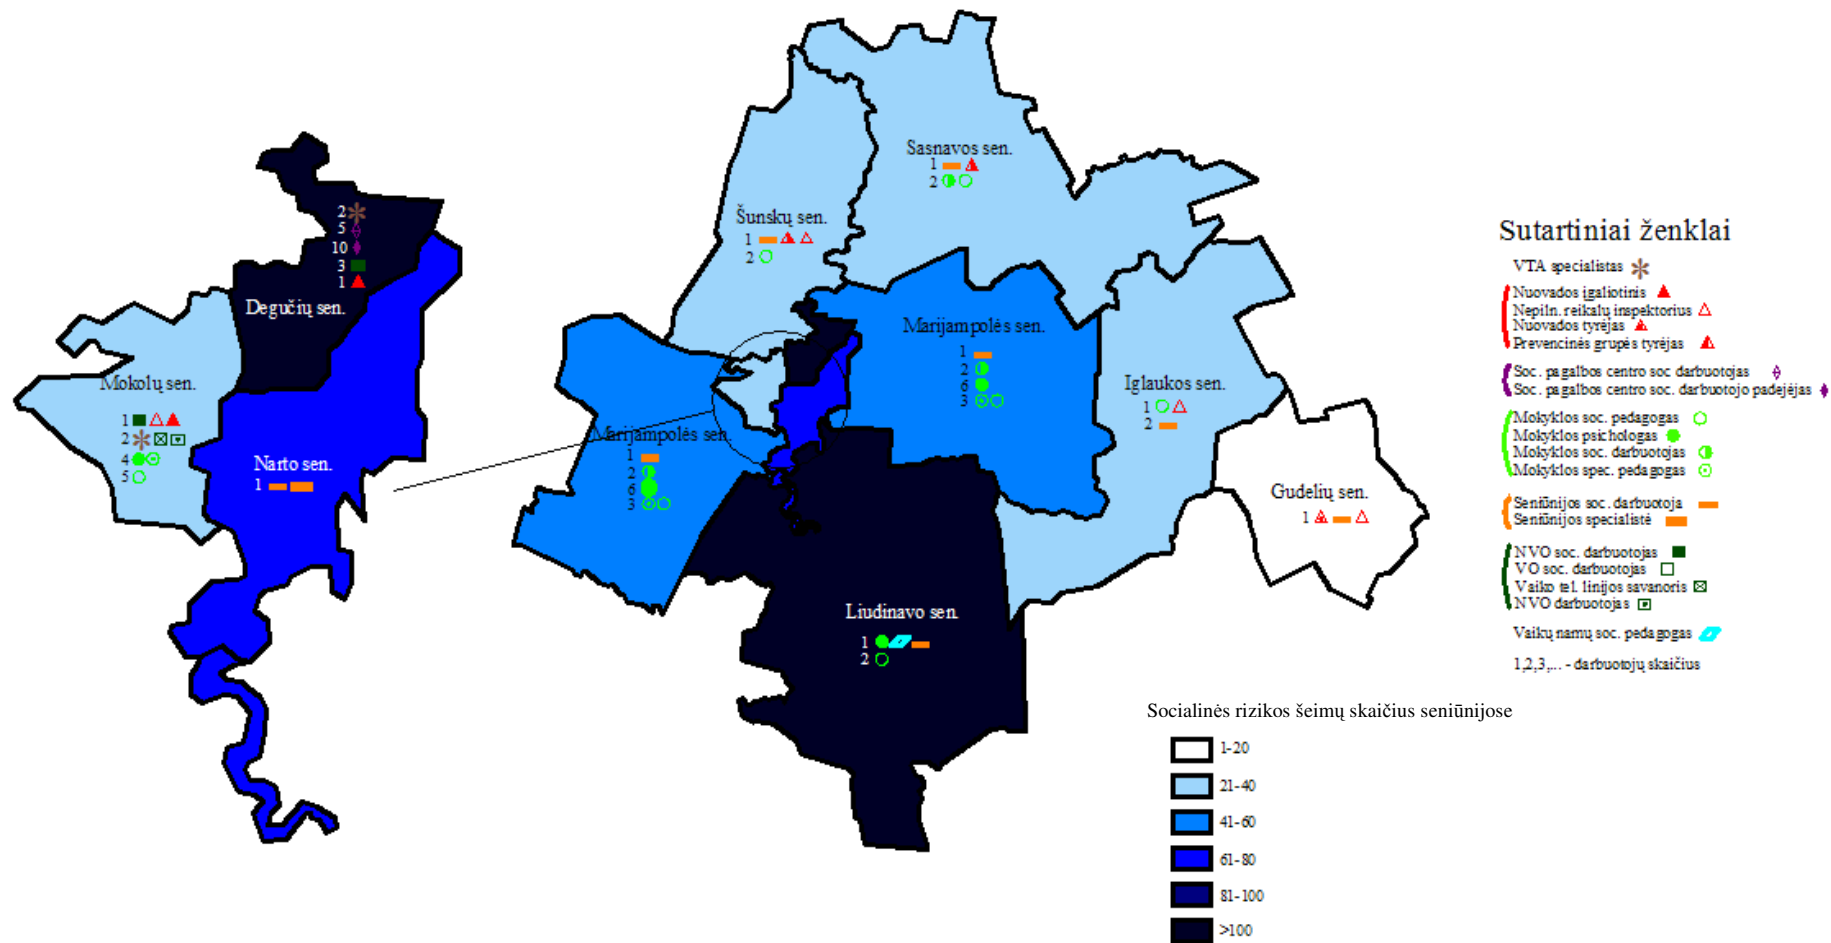 2
5
10
3
1
Degučių sen.
Mokolų sen.
1
2
4
5
Narto sen.
1
Sasnavos sen.
1
2
Šunskų sen.
1
2
Marijampolės sen.
1
2
6
3
Marijampolės sen.
1
2
6
3
Iglaukos sen.
1
2
Gudelių sen.
1
Liudinavo sen.
1
2
Sutartiniai ženklai
VTA specialistas
Nuovados įgaliotinis
Nepiln. reikalų inspektorius
Nuovados tyrėjas
Prevencinės grupės tyrėjas
Soc. pagalbos centro soc darbuotojas
Soc. pagalbos centro soc. darbuotojo padejėjas
Mokyklos soc. pedagogas
Mokyklos psichologas
Mokyklos soc. darbuotojas
Mokyklos spec. pedagogas
Seniūnijos soc. darbuotoja
Seniūnijos specialistė
NVO soc. darbuotojas
VO soc. darbuotojas
Vaiko tel. linijos savanoris
NVO darbuotojas
Vaikų namų soc. pedagogas
1,2,3,... - darbuotojų skaičius
Socialinės rizikos šeimų skaičius seniūnijose
1-20
21-40
41-60
61-80
81-100
>100